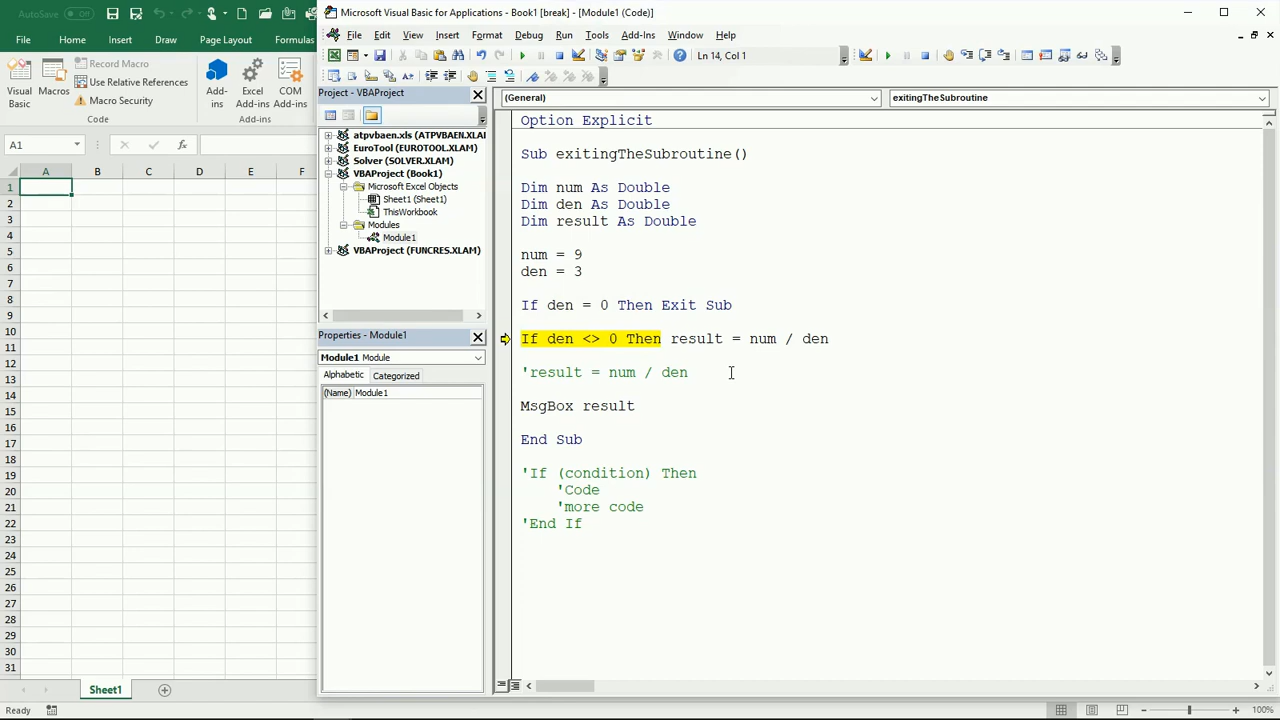 AutoSave Off
File Home Insert Draw Page Layout Formulas
Visual Basic
Macros
Record Macro
Use Relative References
Macro Security
Code
Add-ins
Excel Add-ins
COM Add-ins
Add-ins
A1
A B C D E F
1
2
3
4
5
6
7
8
9
10
11
12
13
14
15
16
17
18
19
20
21
22
23
24
25
26
27
28
29
30
31
Sheet1
Ready
Microsoft Visual Basic for Applications - Book1 [break] - [Module1 (Code)]
File Edit View Insert Format Debug Run Tools Add-Ins Window Help
Ln 14, Col 1
Project - VBAProject
atpvbaen.xls (ATPVBAEN.XLA
EuroTool (EUROTOOL.XLAM)
Solver (SOLVER.XLAM)
VBAProject (Book1)
Microsoft Excel Objects
Sheet1 (Sheet1)
ThisWorkbook
Modules
Module1
VBAProject (FUNCRES.XLAM)
Properties - Module1
Module1 Module
Alphabetic Categorized
(Name) Module1
(General) exitingTheSubroutine
Option Explicit
Sub exitingTheSubroutine()
Dim num As Double
Dim den As Double
Dim result As Double
num = 9
den = 3
If den = 0 Then Exit Sub
If den <> 0 Then result = num / den
'result = num / den
MsgBox result
End Sub
'If (condition) Then
'Code
'more code
'End If
100%